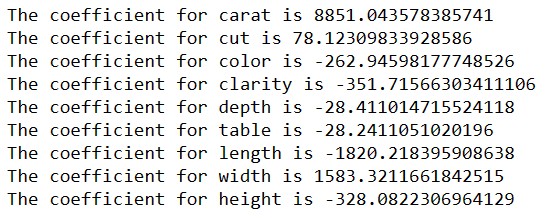 The coefficient for carat is 8851.043578385741
The coefficient for cut is 78.12309833928586
The coefficient for color is -262.94598177748526
The coefficient for clarity is -351.71566303411106
The coefficient for depth is -28.411014715524118
The coefficient for table is -28.2411051020196
The coefficient for length is -1820.218395908638
The coefficient for width is 1583.3211661842515
The coefficient for height is -328.0822306964129